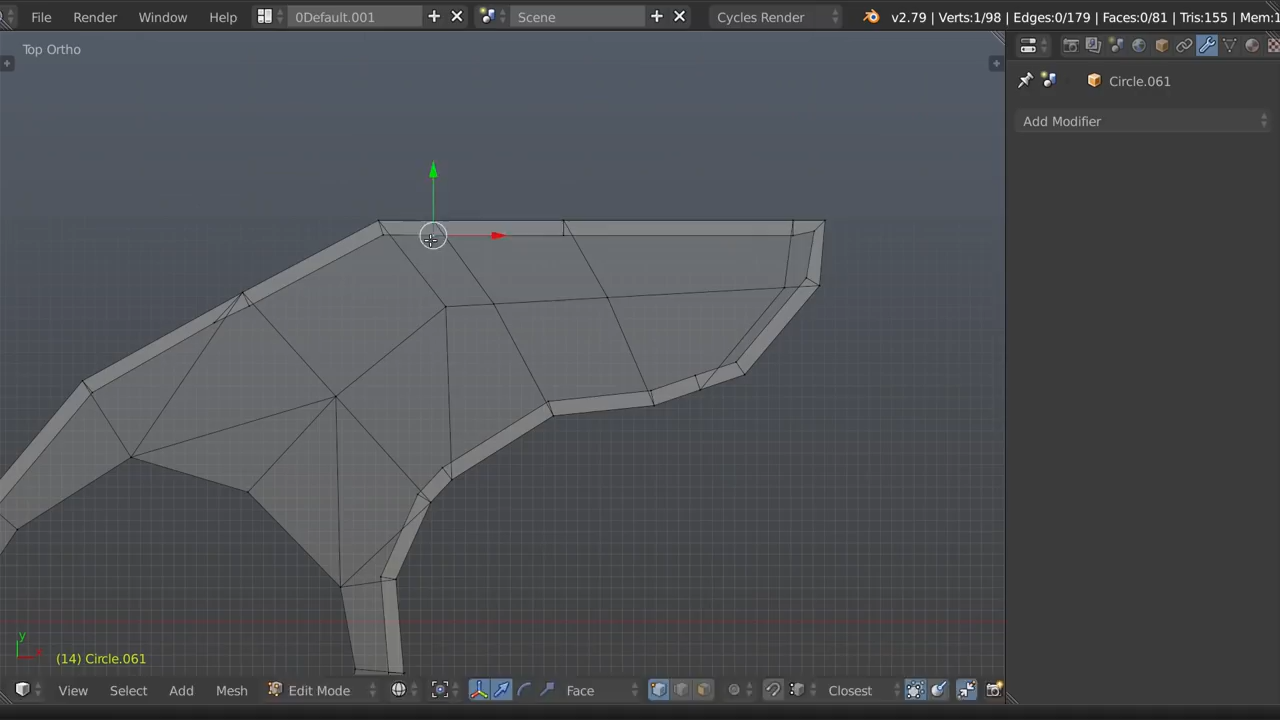 File Render Window Help 0Default.001 Scene Cycles Render v2.79 | Verts:1/98 | Edges:0/179 | Faces:0/81 | Tris:155 | Mem:1
Top Ortho
Circle.061
Add Modifier
y
x
(14) Circle.061
View Select Add Mesh Edit Mode Face Closest